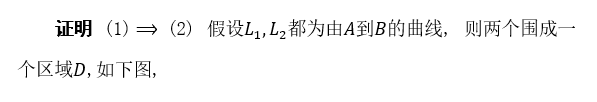 证明 (1)⟹(2) 假设L₁,L₂都为由A到B的曲线, 则两个围成一
个区域D,如下图,